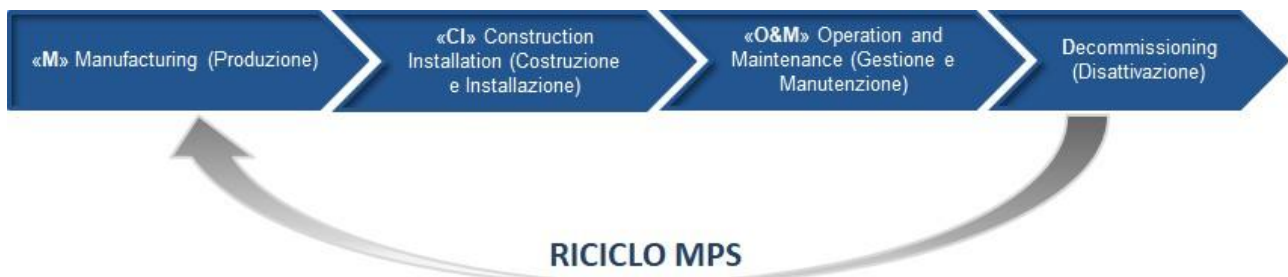 «M» Manufacturing (Produzione)
«CI» Construction
Installation (Costruzione
e Installazione)
«O&M» Operation and
Maintenance (Gestione e
Manutenzione)
Decommissioning
(Disattivazione)
RICICLO MPS